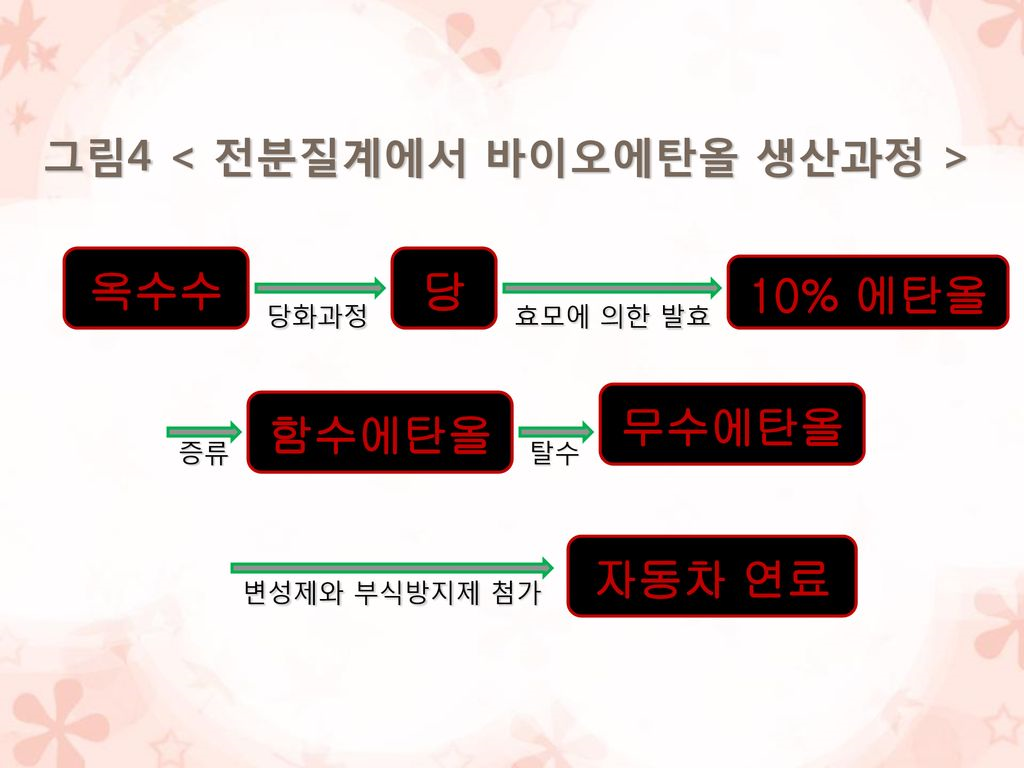 그림4 < 전분질계에서 바이오에탄올 생산과정 >
옥수수
당화과정
당
효모에 의한 발효
10% 에탄올
증류
함수에탄올
탈수
무수에탄올
변성제와 부식방지제 첨가
자동차 연료